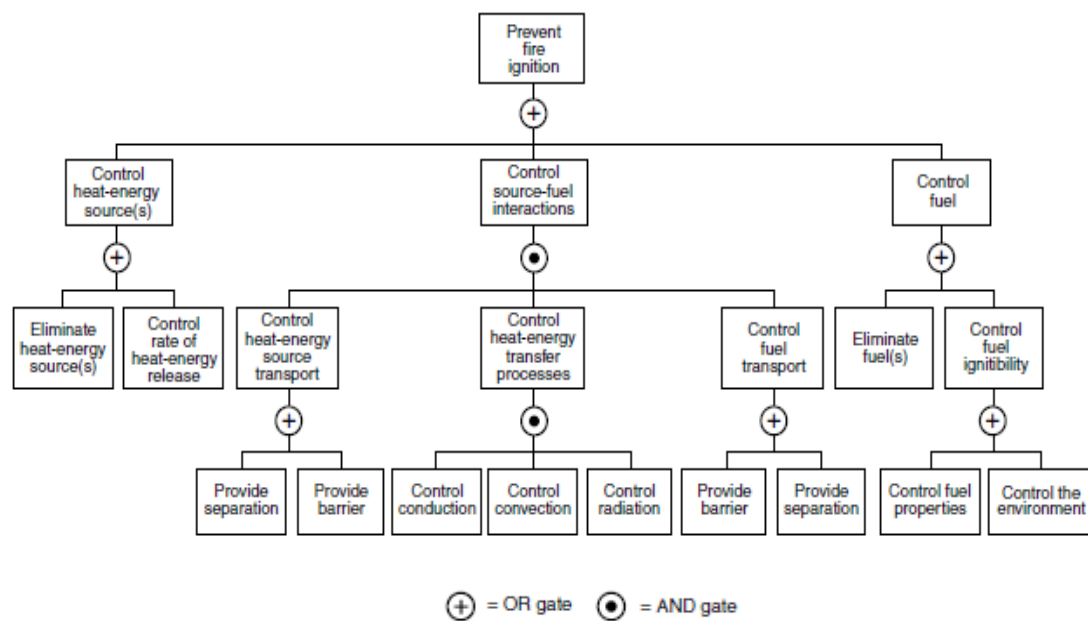 Prevent
fire
ignition
Control
heat-energy
source(s)
Control
source-fuel
interactions
Control
fuel
Eliminate
heat-energy
source(s)
Control
rate of
heat-energy
release
Control
heat-energy
source
transport
Control
heat-energy
transfer
processes
Control
fuel
transport
Eliminate
fuel(s)
Control
fuel
ignitibility
Provide
separation
Provide
barrier
Control
conduction
Control
convection
Control
radiation
Provide
barrier
Provide
separation
Control fuel
properties
Control the
environment
= OR gate
= AND gate